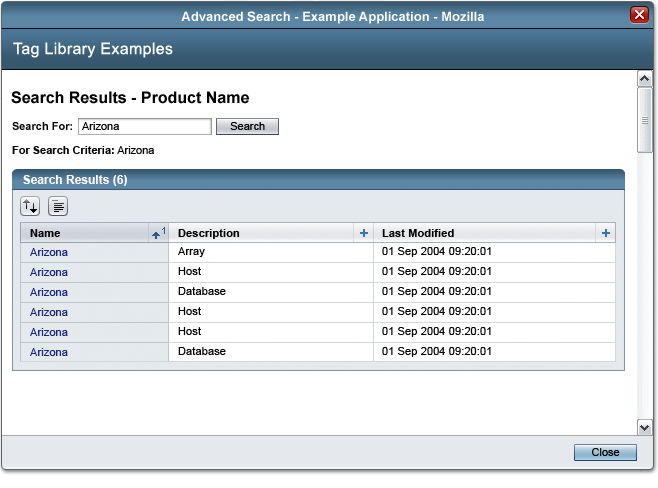 Advanced Search - Example Application - Mozilla
Tag Library Examples
Search Results - Product Name
Search For: Arizona Search
For Search Criteria: Arizona
Search Results (6)
Name 1 Description + Last Modified +
Arizona Array 01 Sep 2004 09:20:01
Arizona Host 01 Sep 2004 09:20:01
Arizona Database 01 Sep 2004 09:20:01
Arizona Host 01 Sep 2004 09:20:01
Arizona Host 01 Sep 2004 09:20:01
Arizona Database 01 Sep 2004 09:20:01
Close